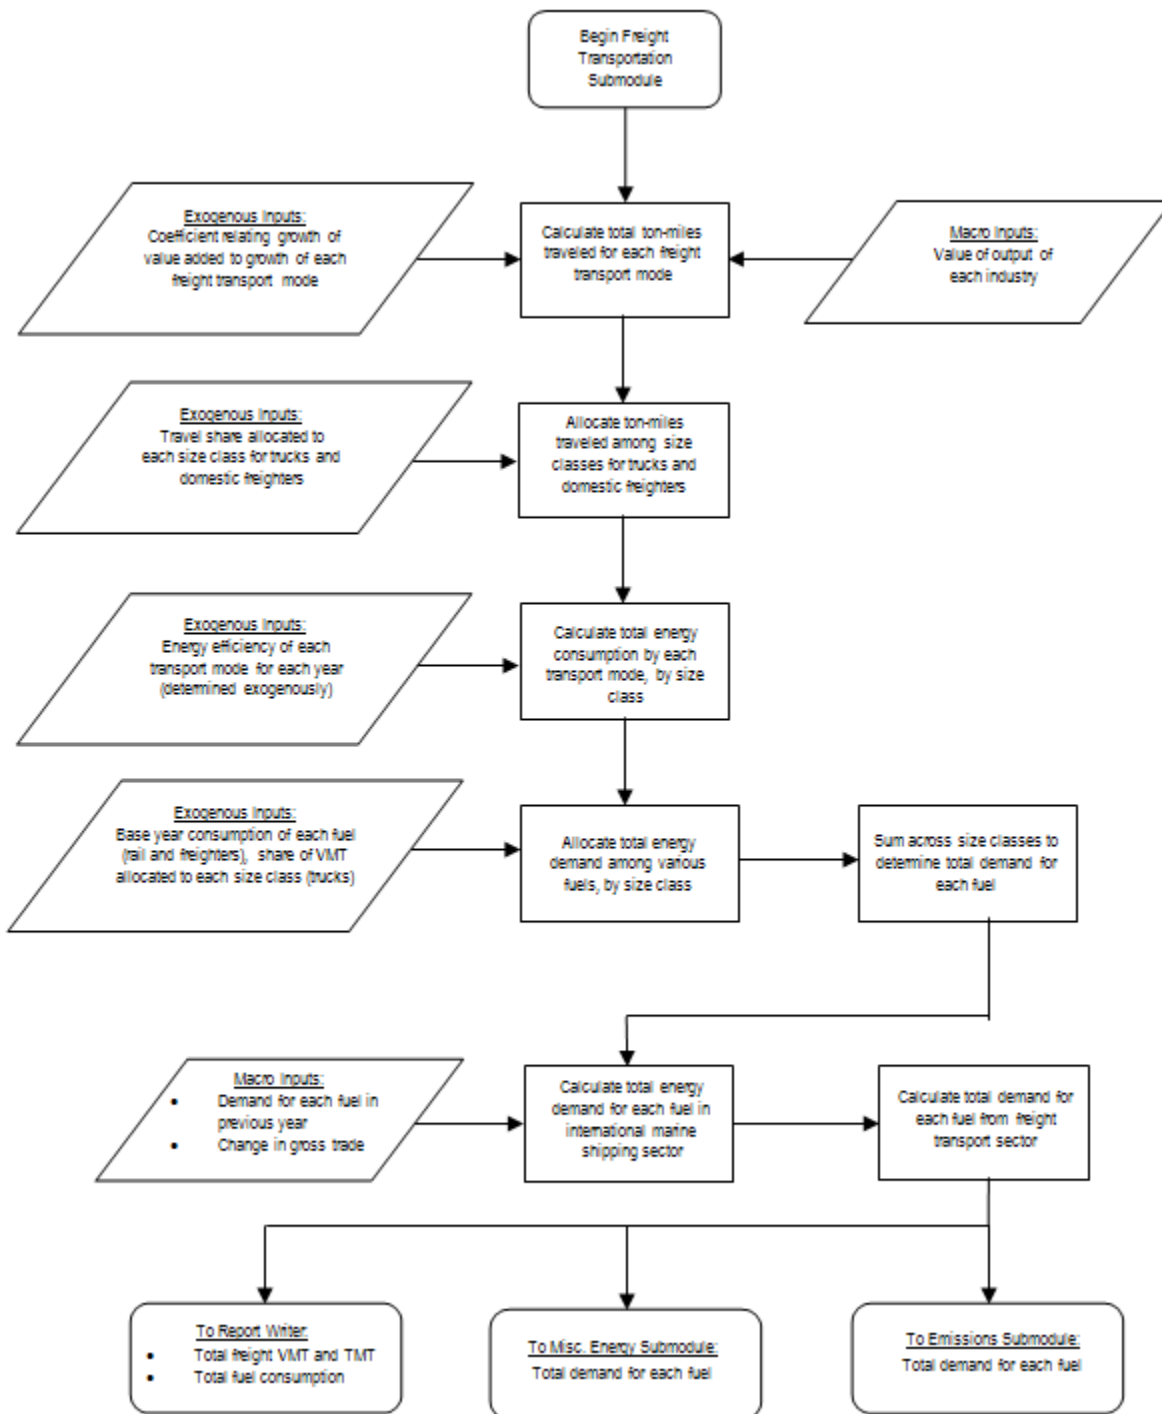 Begin Freight
Transportation
Submodule
Exogenous Inputs:
Coefficient relating growth of
value added to growth of each
freight transport mode
Calculate total ton-miles
traveled for each freight
transport mode
Macro Inputs:
Value of output of
each industry
Exogenous Inputs:
Travel share allocated to
each size class for trucks and
domestic freighters
Allocate ton-miles
traveled among size
classes for trucks and
domestic freighters
Exogenous Inputs:
Energy efficiency of each
transport mode for each year
(determined exogenously)
Calculate total energy
consumption by each
transport mode, by size
class
Exogenous Inputs:
Base year consumption of each fuel
(rail and freighters), share of VMT
allocated to each size class (trucks)
Allocate total energy
demand among various
fuels, by size class
Sum across size classes to
determine total demand for
each fuel
Macro Inputs:
• Demand for each fuel in
previous year
• Change in gross trade
Calculate total energy
demand for each fuel in
international marine
shipping sector
Calculate total demand for
each fuel from freight
transport sector
To Report Writer:
• Total freight VMT and TMT
• Total fuel consumption
To Misc. Energy Submodule:
Total demand for each fuel
To Emissions Submodule:
Total demand for each fuel